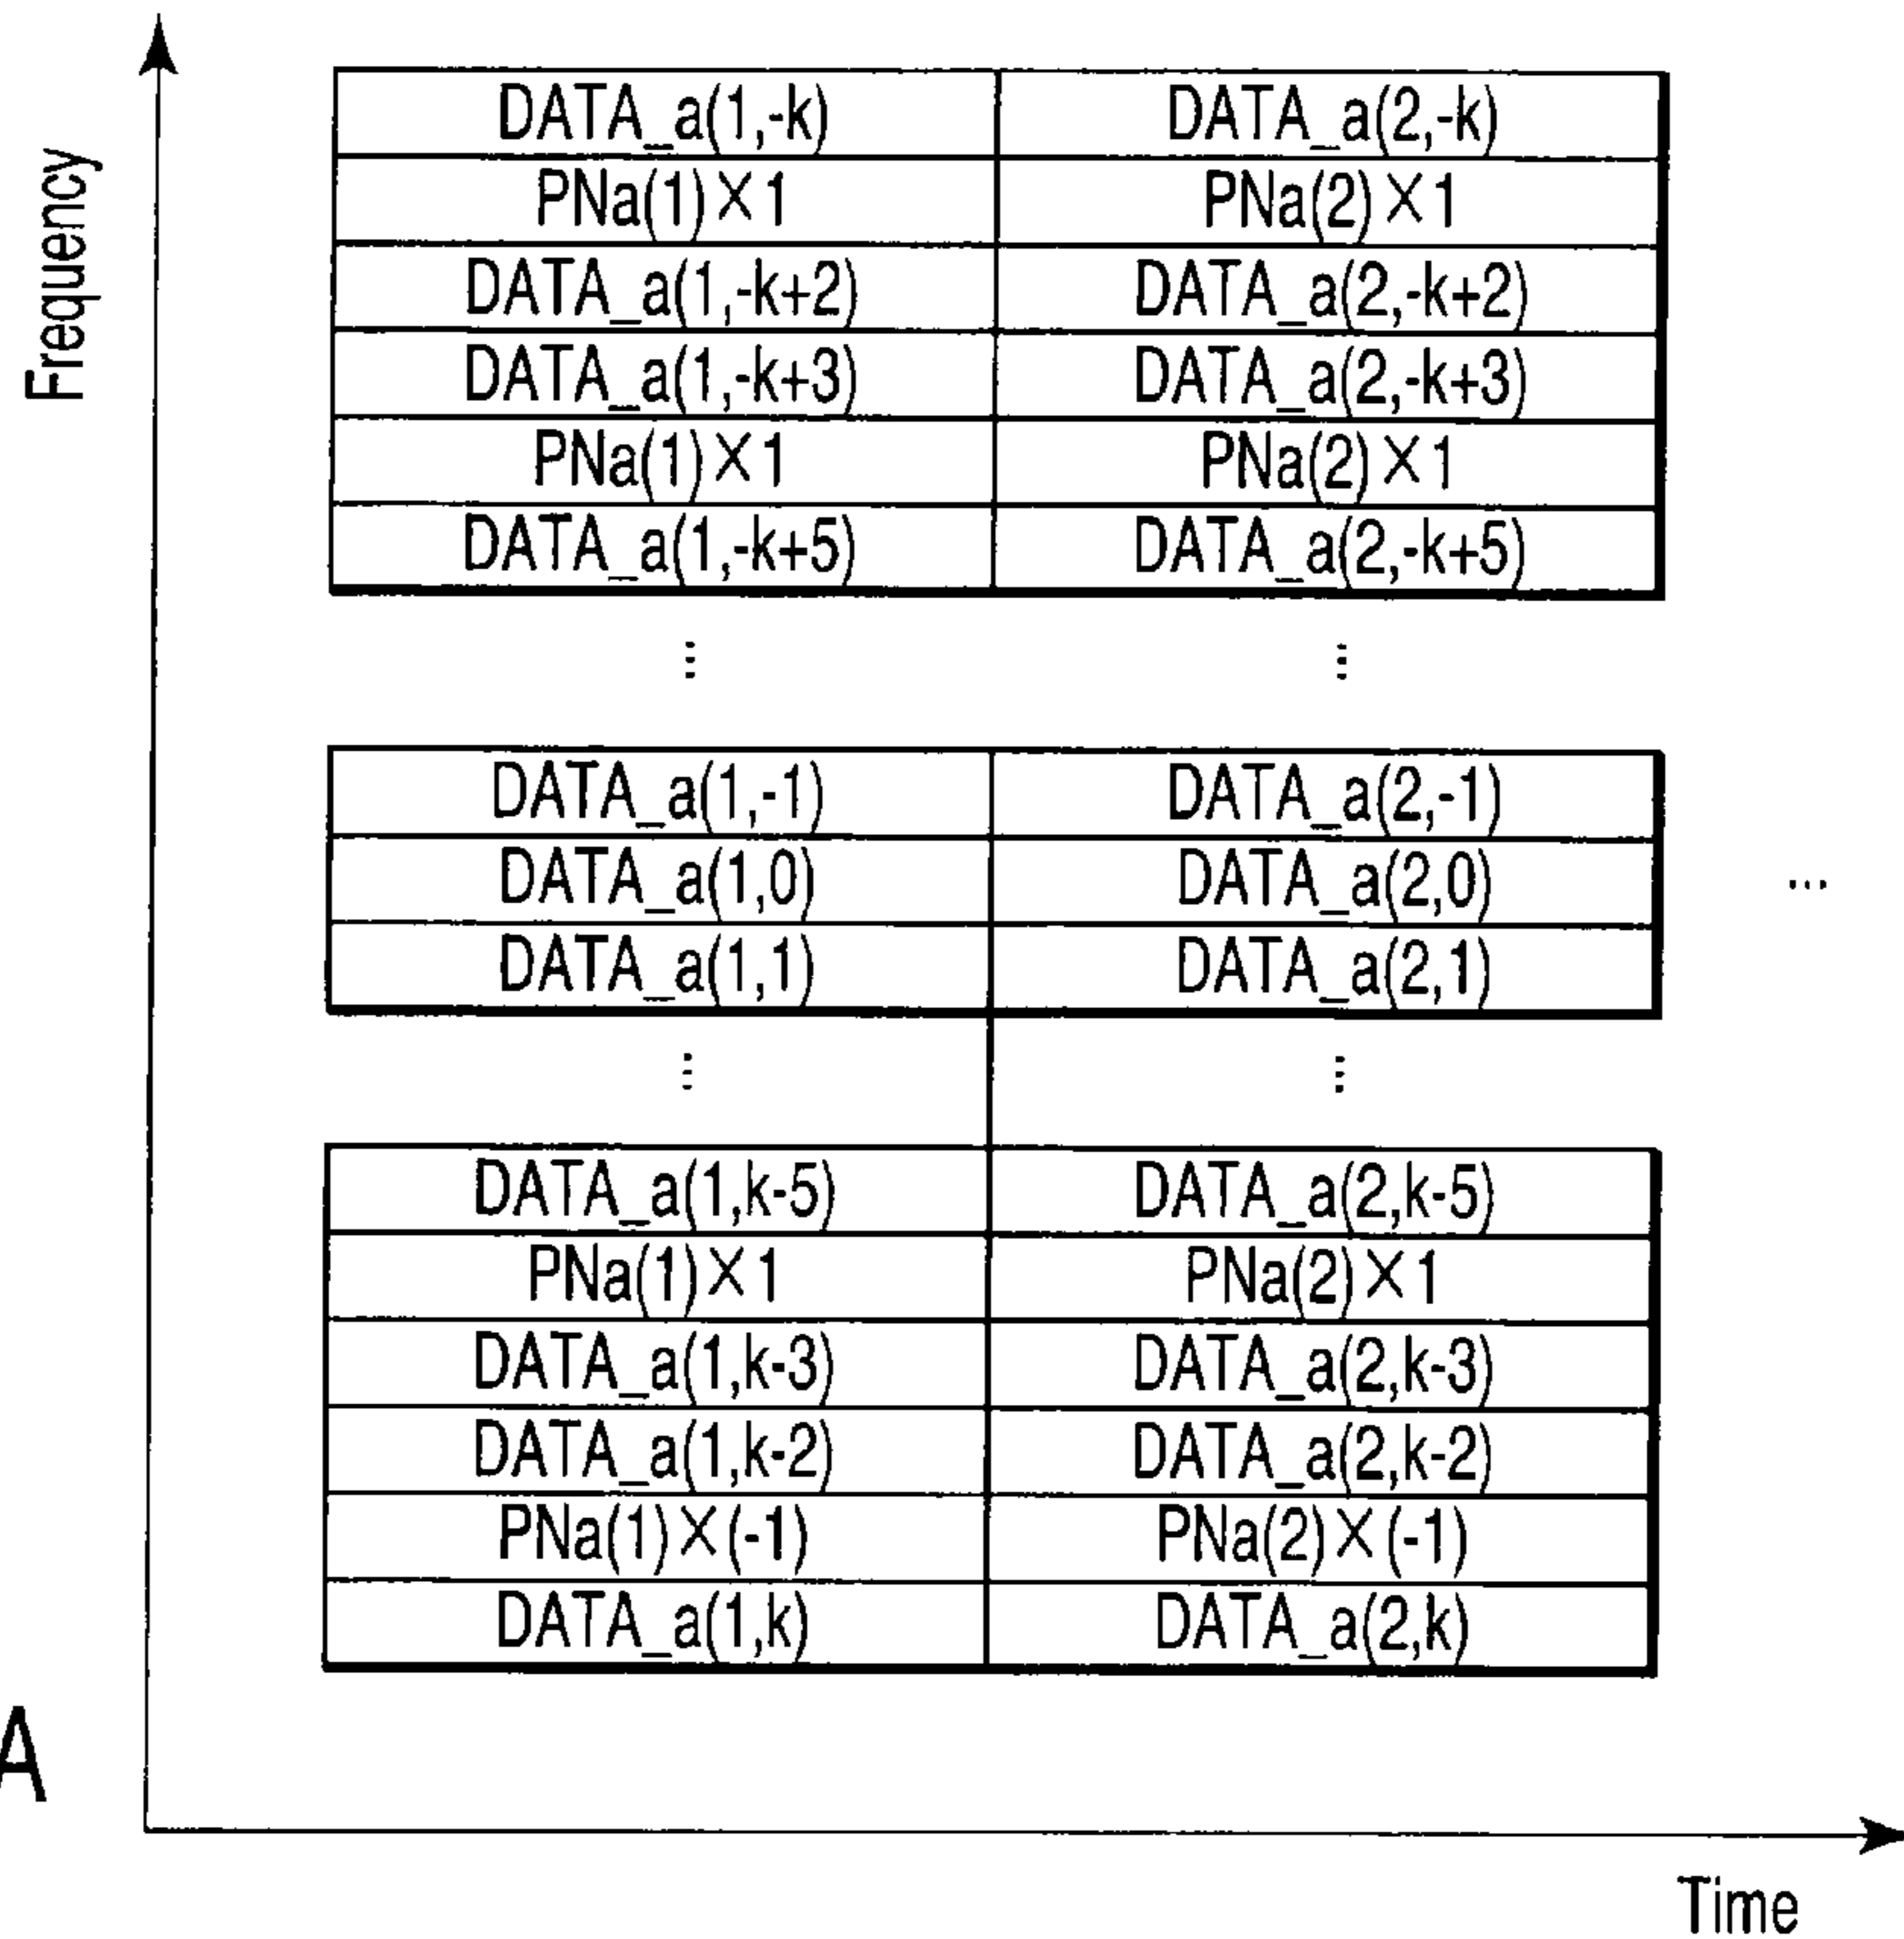 Frequency
DATA_a(1,-k) DATA_a(2,-k)
PNa(1)×1 PNa(2)×1
DATA_a(1,-k+2) DATA_a(2,-k+2)
DATA_a(1,-k+3) DATA_a(2,-k+3)
PNa(1)×1 PNa(2)×1
DATA_a(1,-k+5) DATA_a(2,-k+5)
⋮ ⋮
DATA_a(1,-1) DATA_a(2,-1)
DATA_a(1,0) DATA_a(2,0) ...
DATA_a(1,1) DATA_a(2,1)
⋮ ⋮
DATA_a(1,k-5) DATA_a(2,k-5)
PNa(1)×1 PNa(2)×1
DATA_a(1,k-3) DATA_a(2,k-3)
DATA_a(1,k-2) DATA_a(2,k-2)
PNa(1)×(-1) PNa(2)×(-1)
DATA_a(1,k) DATA_a(2,k)
A
Time